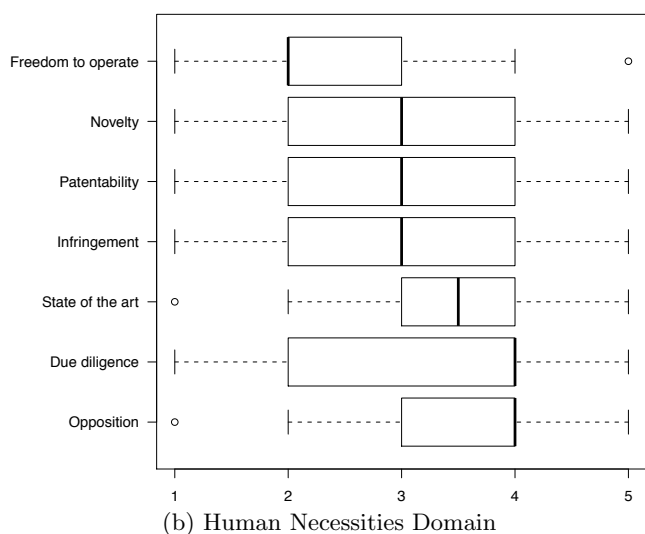 Freedom to operate
Novelty
Patentability
Infringement
State of the art
Due diligence
Opposition
1 2 3 4 5
(b) Human Necessities Domain